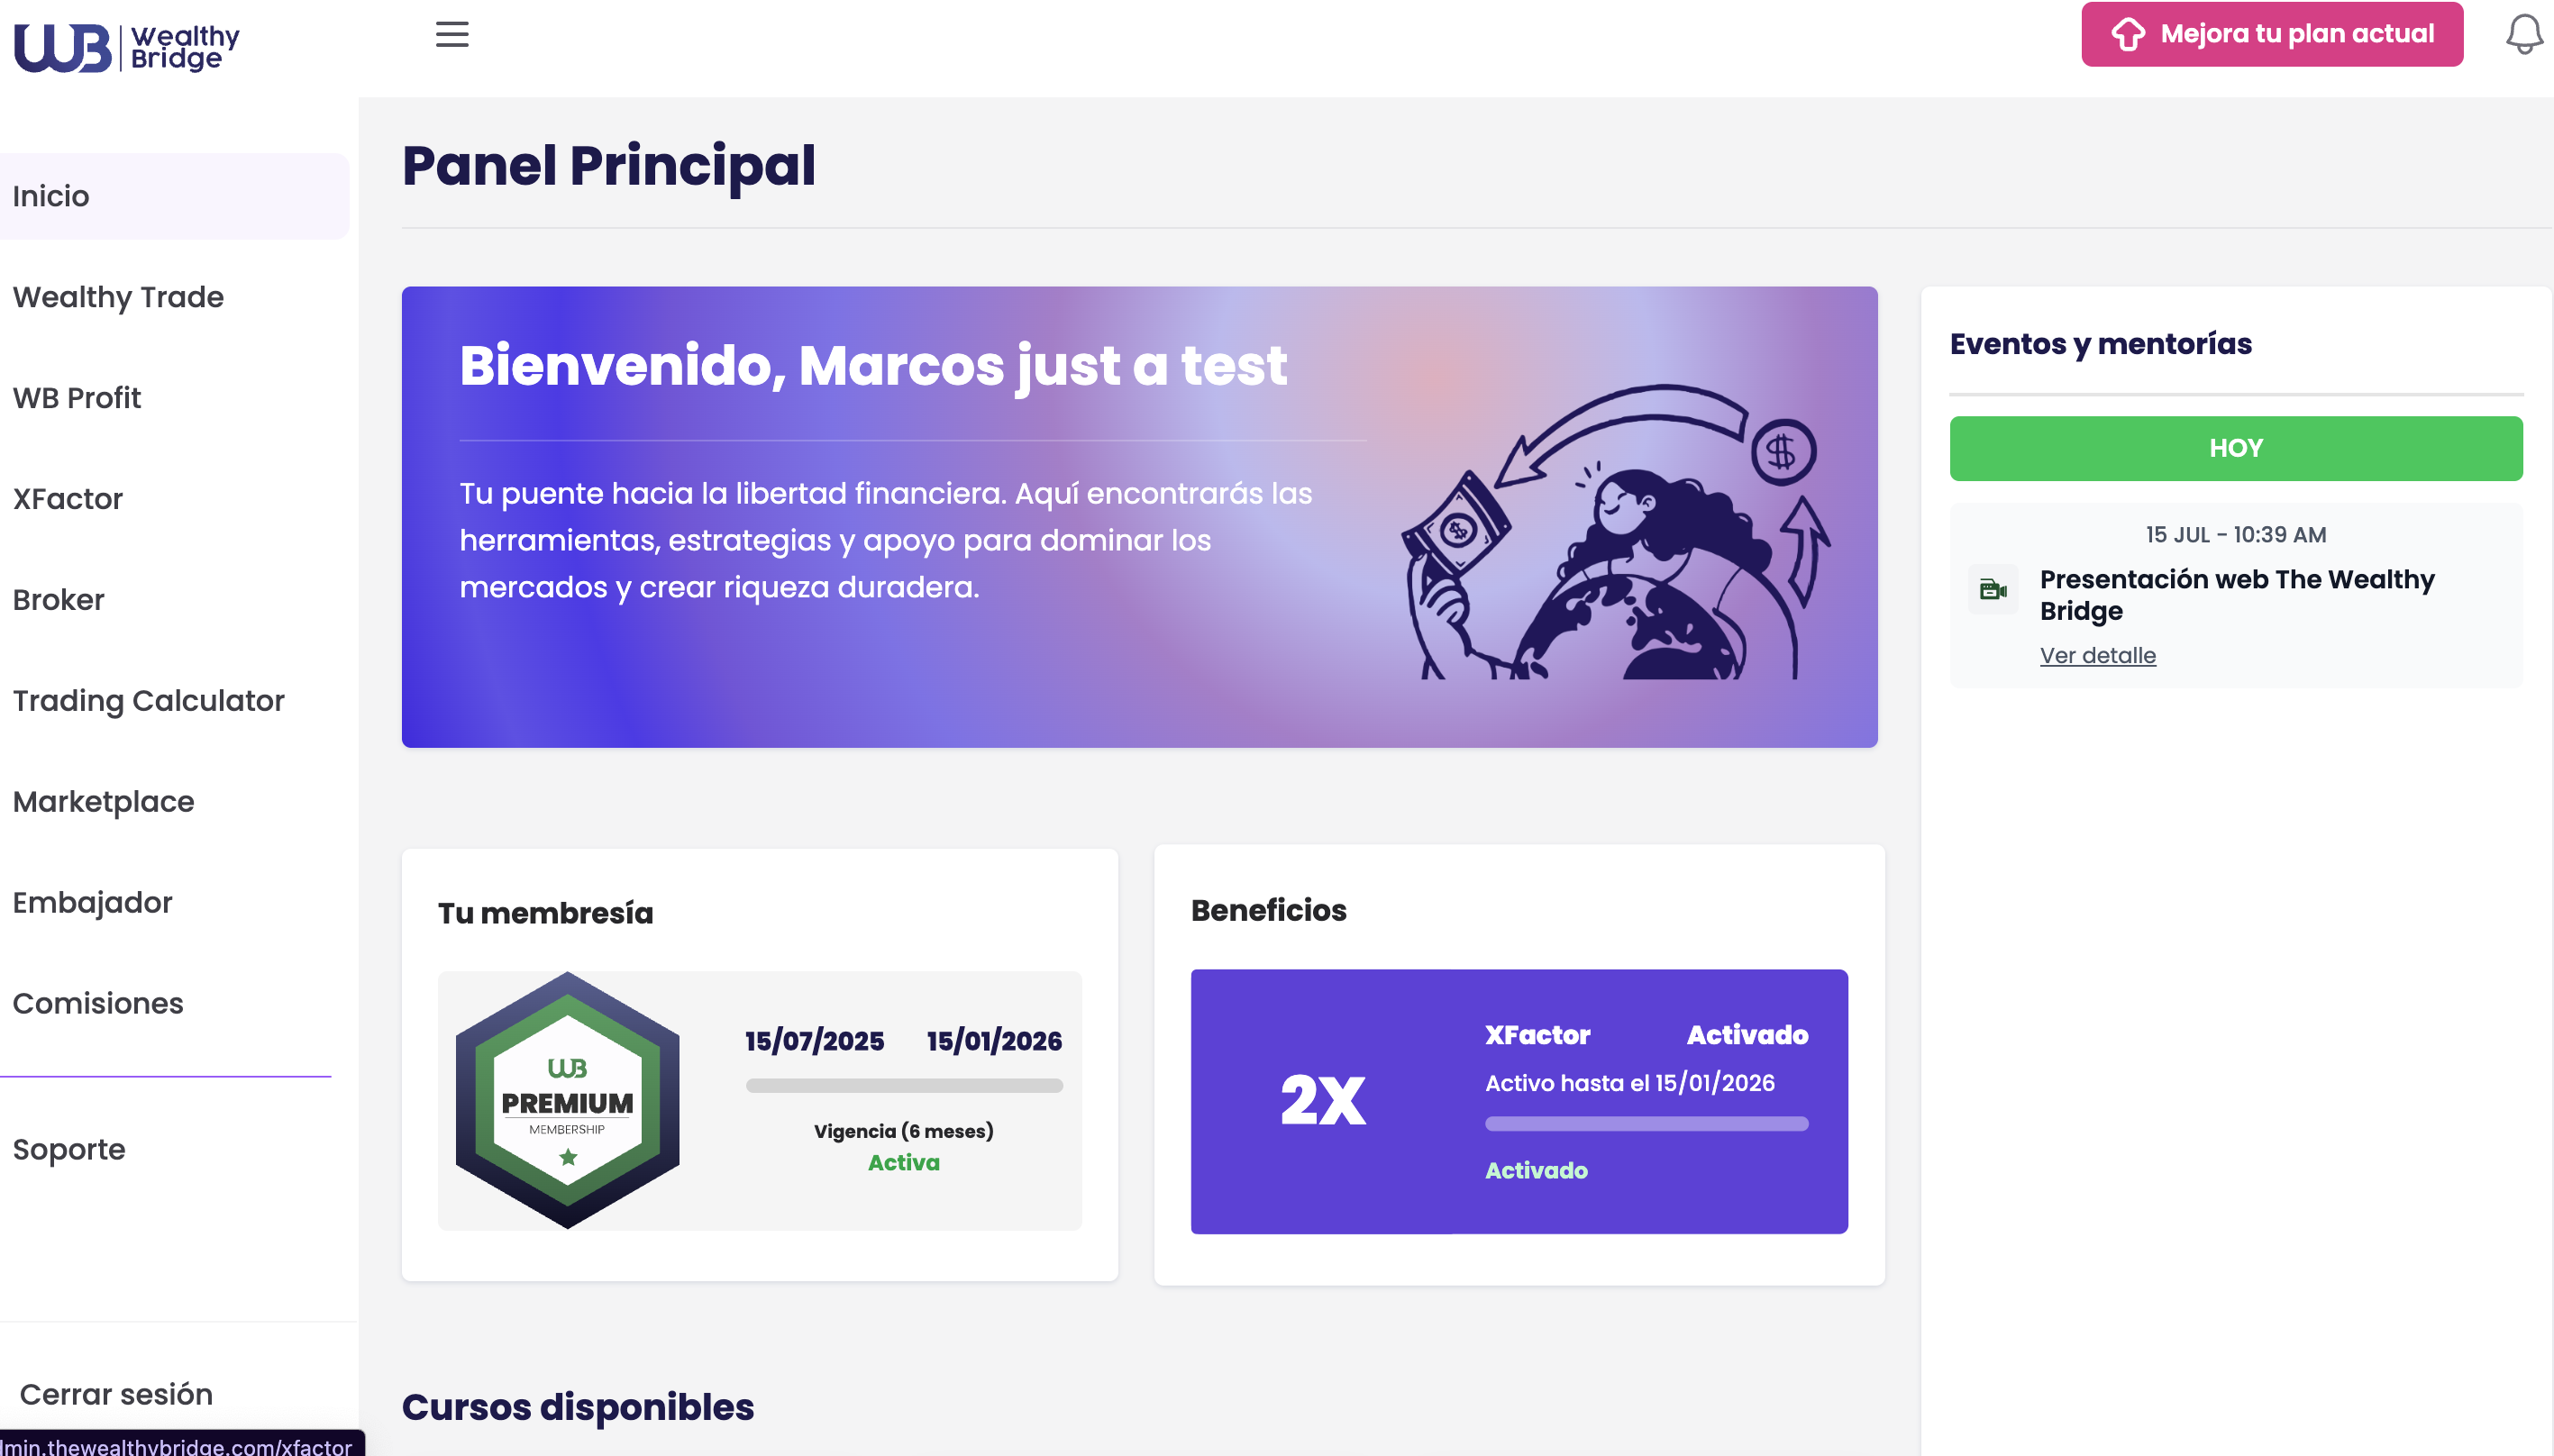 WB Wealthy
Bridge
Mejora tu plan actual
Inicio
Wealthy Trade
WB Profit
XFactor
Broker
Trading Calculator
Marketplace
Embajador
Comisiones
Soporte
Cerrar sesión
Panel Principal
Bienvenido, Marcos just a test
Tu puente hacia la libertad financiera. Aquí encontrarás las
herramientas, estrategias y apoyo para dominar los
mercados y crear riqueza duradera.
Eventos y mentorías
HOY
15 JUL - 10:39 AM
Presentación web The Wealthy
Bridge
Ver detalle
Tu membresía
WB
PREMIUM
MEMBERSHIP
15/07/2025 15/01/2026
Vigencia (6 meses)
Activa
Beneficios
2X
XFactor Activado
Activo hasta el 15/01/2026
Activado
Cursos disponibles
dmin.thewealthybridge.com/xfactor